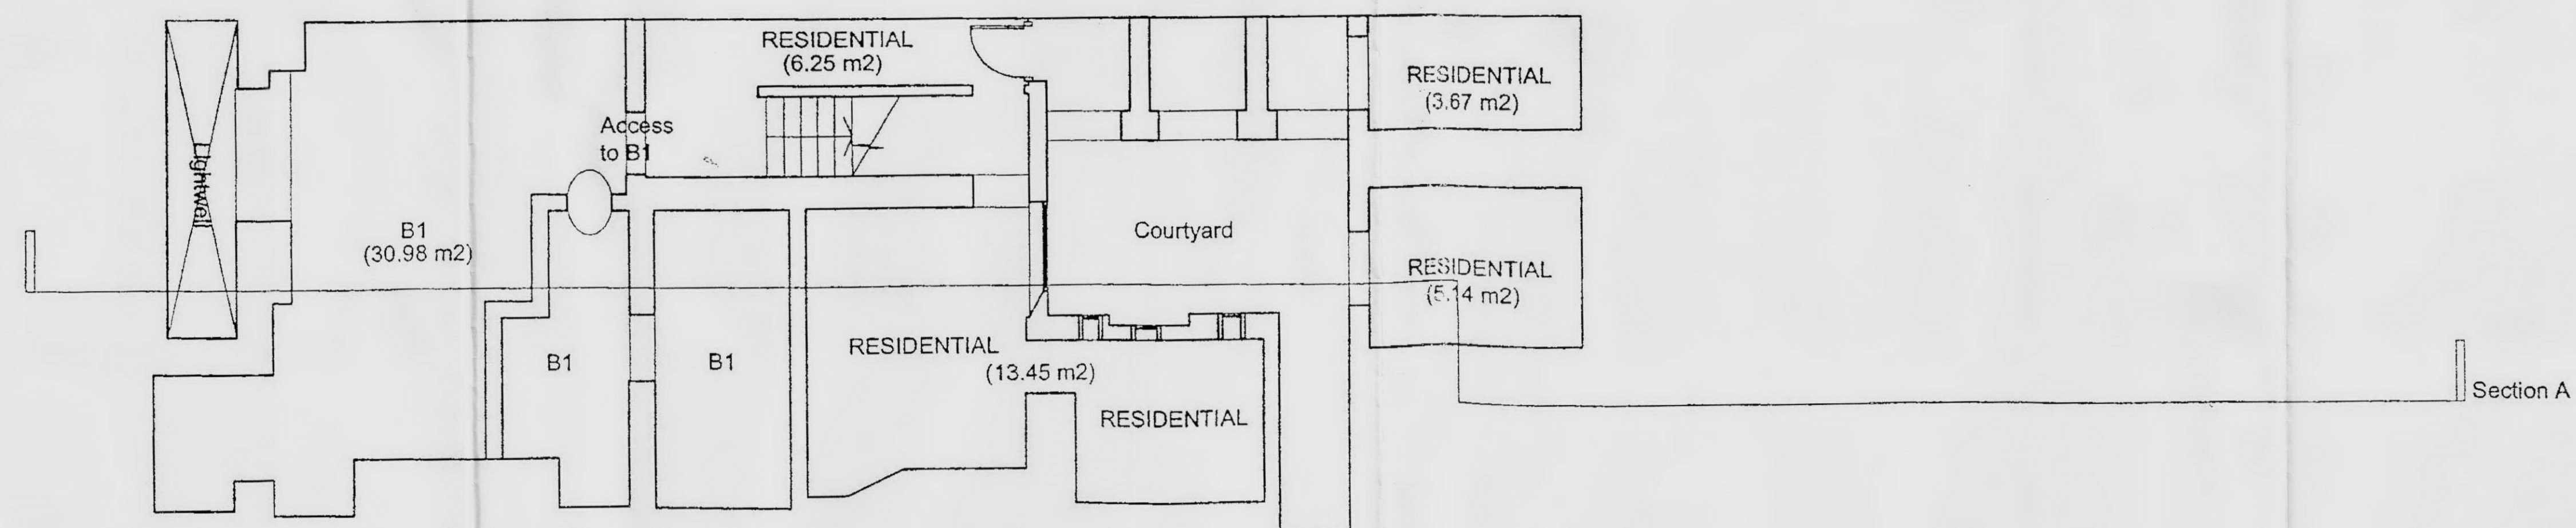 RESIDENTIAL
(6.25 m2)
RESIDENTIAL
(3.67 m2)
Access
to B1
Lightwell
B1
(30.98 m2)
Courtyard
RESIDENTIAL
(5.14 m2)
B1
B1
RESIDENTIAL
(13.45 m2)
RESIDENTIAL
Section A